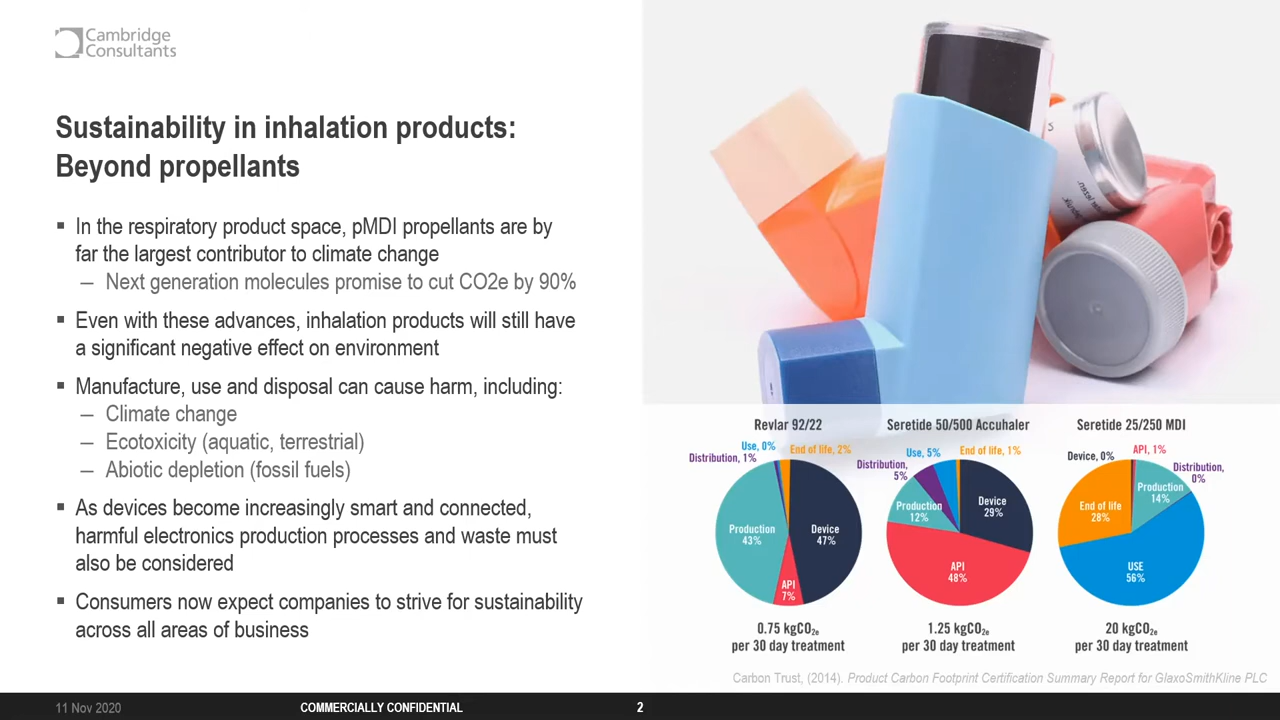 Cambridge
Consultants
Sustainability in inhalation products:
Beyond propellants
▪ In the respiratory product space, pMDI propellants are by
far the largest contributor to climate change
– Next generation molecules promise to cut CO2e by 90%
▪ Even with these advances, inhalation products will still have
a significant negative effect on environment
▪ Manufacture, use and disposal can cause harm, including:
– Climate change
– Ecotoxicity (aquatic, terrestrial)
– Abiotic depletion (fossil fuels)
▪ As devices become increasingly smart and connected,
harmful electronics production processes and waste must
also be considered
▪ Consumers now expect companies to strive for sustainability
across all areas of business
Revlar 92/22
Use, 0%
End of life, 2%
Distribution, 1%
Production
43%
Device
47%
API
7%
0.75 kgCO2e
per 30 day treatment
Seretide 50/500 Accuhaler
Use, 5%
End of life, 1%
Distribution,
5%
Production
12%
Device
29%
API
48%
1.25 kgCO2e
per 30 day treatment
Seretide 25/250 MDI
Device, 0%
API, 1%
Distribution,
0%
Production
14%
End of life
28%
USE
56%
20 kgCO2e
per 30 day treatment
Carbon Trust, (2014). Product Carbon Footprint Certification Summary Report for GlaxoSmithKline PLC
11 Nov 2020
COMMERCIALLY CONFIDENTIAL
2